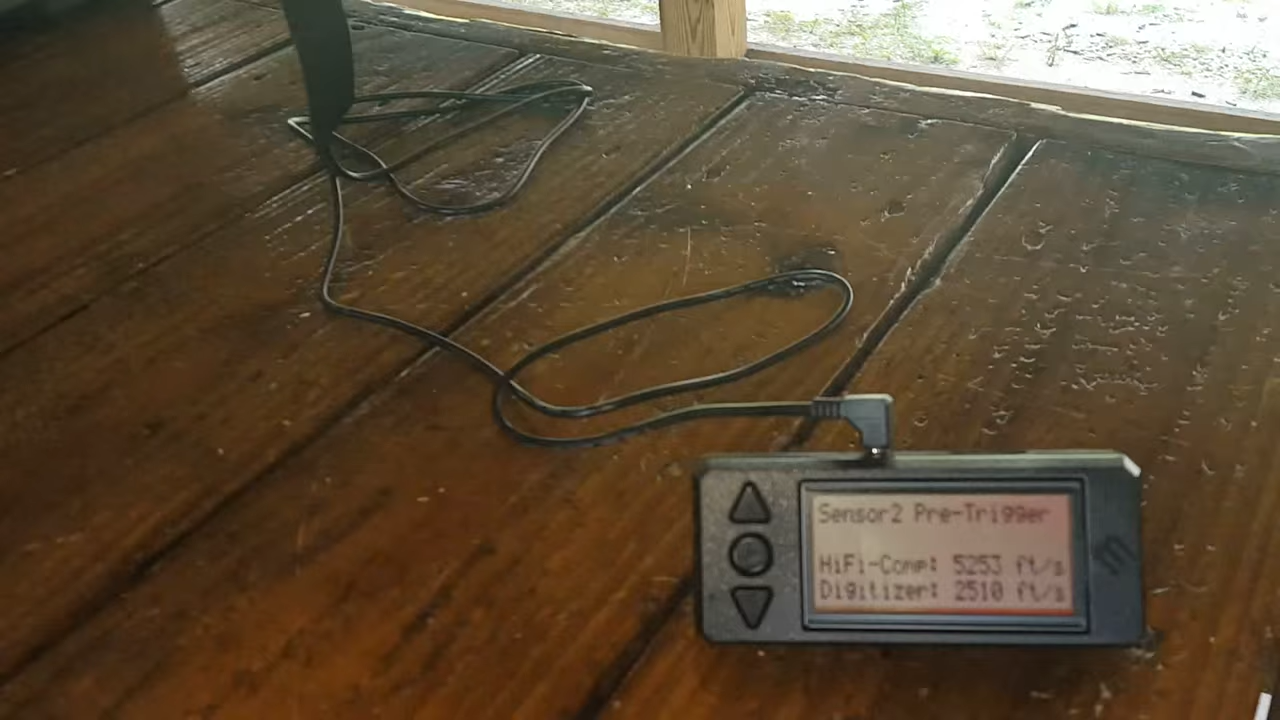 Sensor2 Pre-Trigger
HiFi-Comp: 5253 ft/s
Digitizer: 2510 ft/s